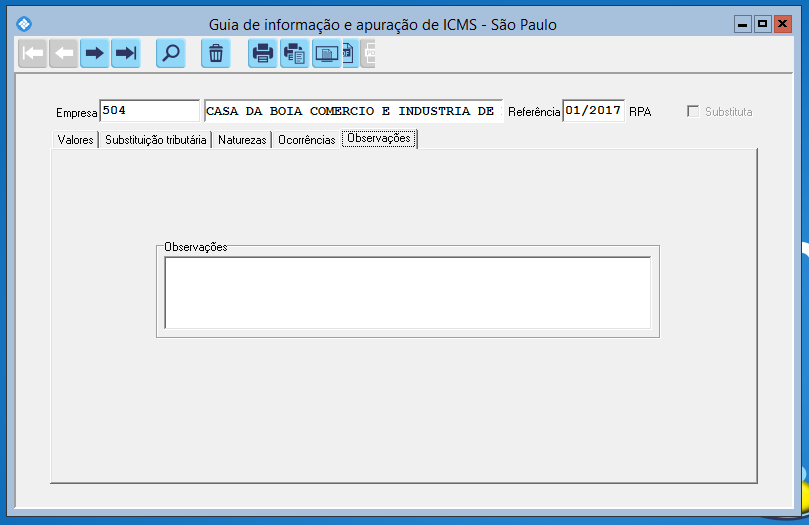 Guia de informação e apuração de ICMS - São Paulo
Empresa 504 CASA DA BOIA COMERCIO E INDUSTRIA DE Referência 01/2017 RPA Substituta
Valores Substituição tributária Naturezas Ocorrências Observações
Observações